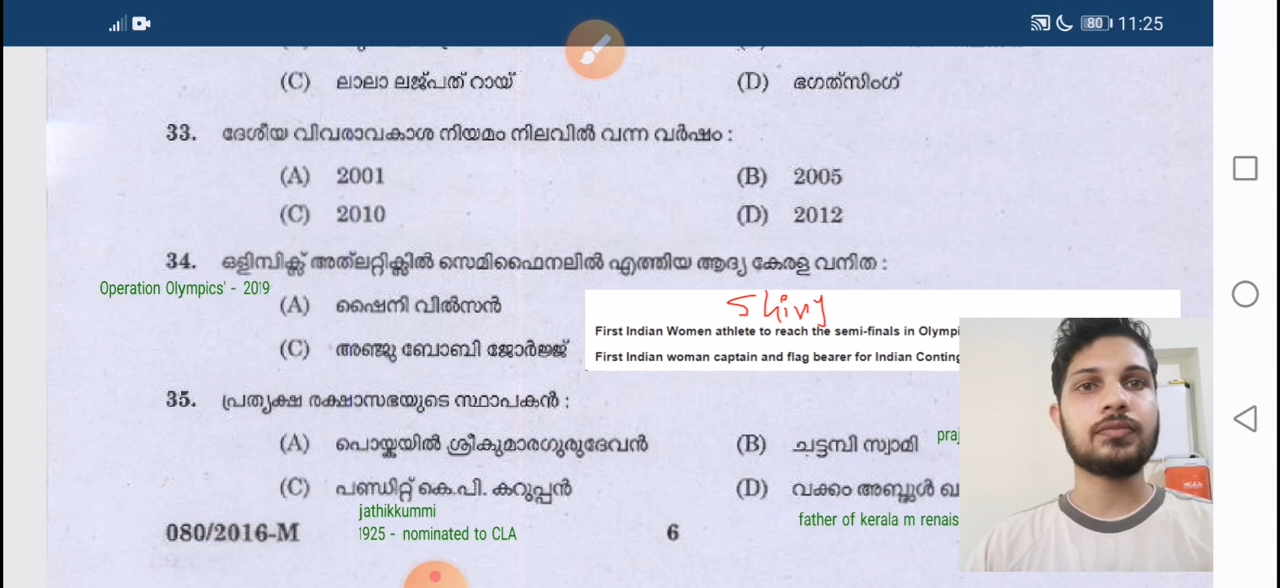 80 11:25
(C) ലാലാ ലജ്പത് റായ് (D) ഭഗത്സിംഗ്
33. ദേശീയ വിവരാവകാശ നിയമം നിലവിൽ വന്ന വർഷം :
(A) 2001 (B) 2005
(C) 2010 (D) 2012
34. ഒളിമ്പിക്സ് അത്‌ലറ്റിക്സിൽ സെമിഫൈനലിൽ എത്തിയ ആദ്യ കേരള വനിത :
Operation Olympics' - 2019
(A) ഷൈനി വിൽസൻ
Shiny
First Indian Women athlete to reach the semi-finals in Olympi
(C) അഞ്ജു ബോബി ജോർജ്ജ്
First Indian woman captain and flag bearer for Indian Conting
35. പ്രത്യക്ഷ രക്ഷാസഭയുടെ സ്ഥാപകൻ :
(A) പൊയ്കയിൽ ശ്രീകുമാരഗുരുദേവൻ (B) ചട്ടമ്പി സ്വാമി
praj
(C) പണ്ഡിറ്റ് കെ.പി. കറുപ്പൻ (D) വക്കം അബ്ദുൾ ഖ
jathikkummi
1925 - nominated to CLA
father of kerala m renais
080/2016-M 6